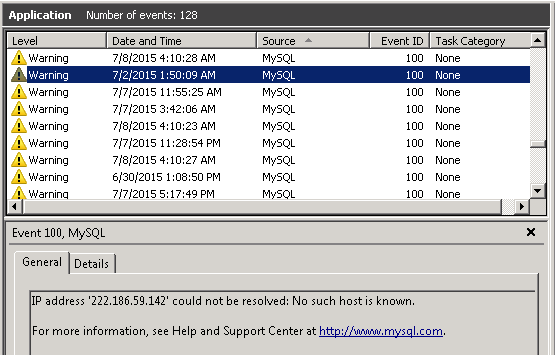 Application Number of events: 128
Level Date and Time Source Event ID Task Category
Warning 7/8/2015 4:10:28 AM MySQL 100 None
Warning 7/2/2015 1:50:09 AM MySQL 100 None
Warning 7/7/2015 11:55:25 AM MySQL 100 None
Warning 7/7/2015 3:42:06 AM MySQL 100 None
Warning 7/8/2015 4:10:23 AM MySQL 100 None
Warning 7/7/2015 11:28:54 PM MySQL 100 None
Warning 7/8/2015 4:10:27 AM MySQL 100 None
Warning 6/30/2015 1:08:50 PM MySQL 100 None
Warning 7/7/2015 5:17:49 PM MySQL 100 None
Event 100, MySQL
General Details
IP address '222.186.59.142' could not be resolved: No such host is known.
For more information, see Help and Support Center at http://www.mysql.com.